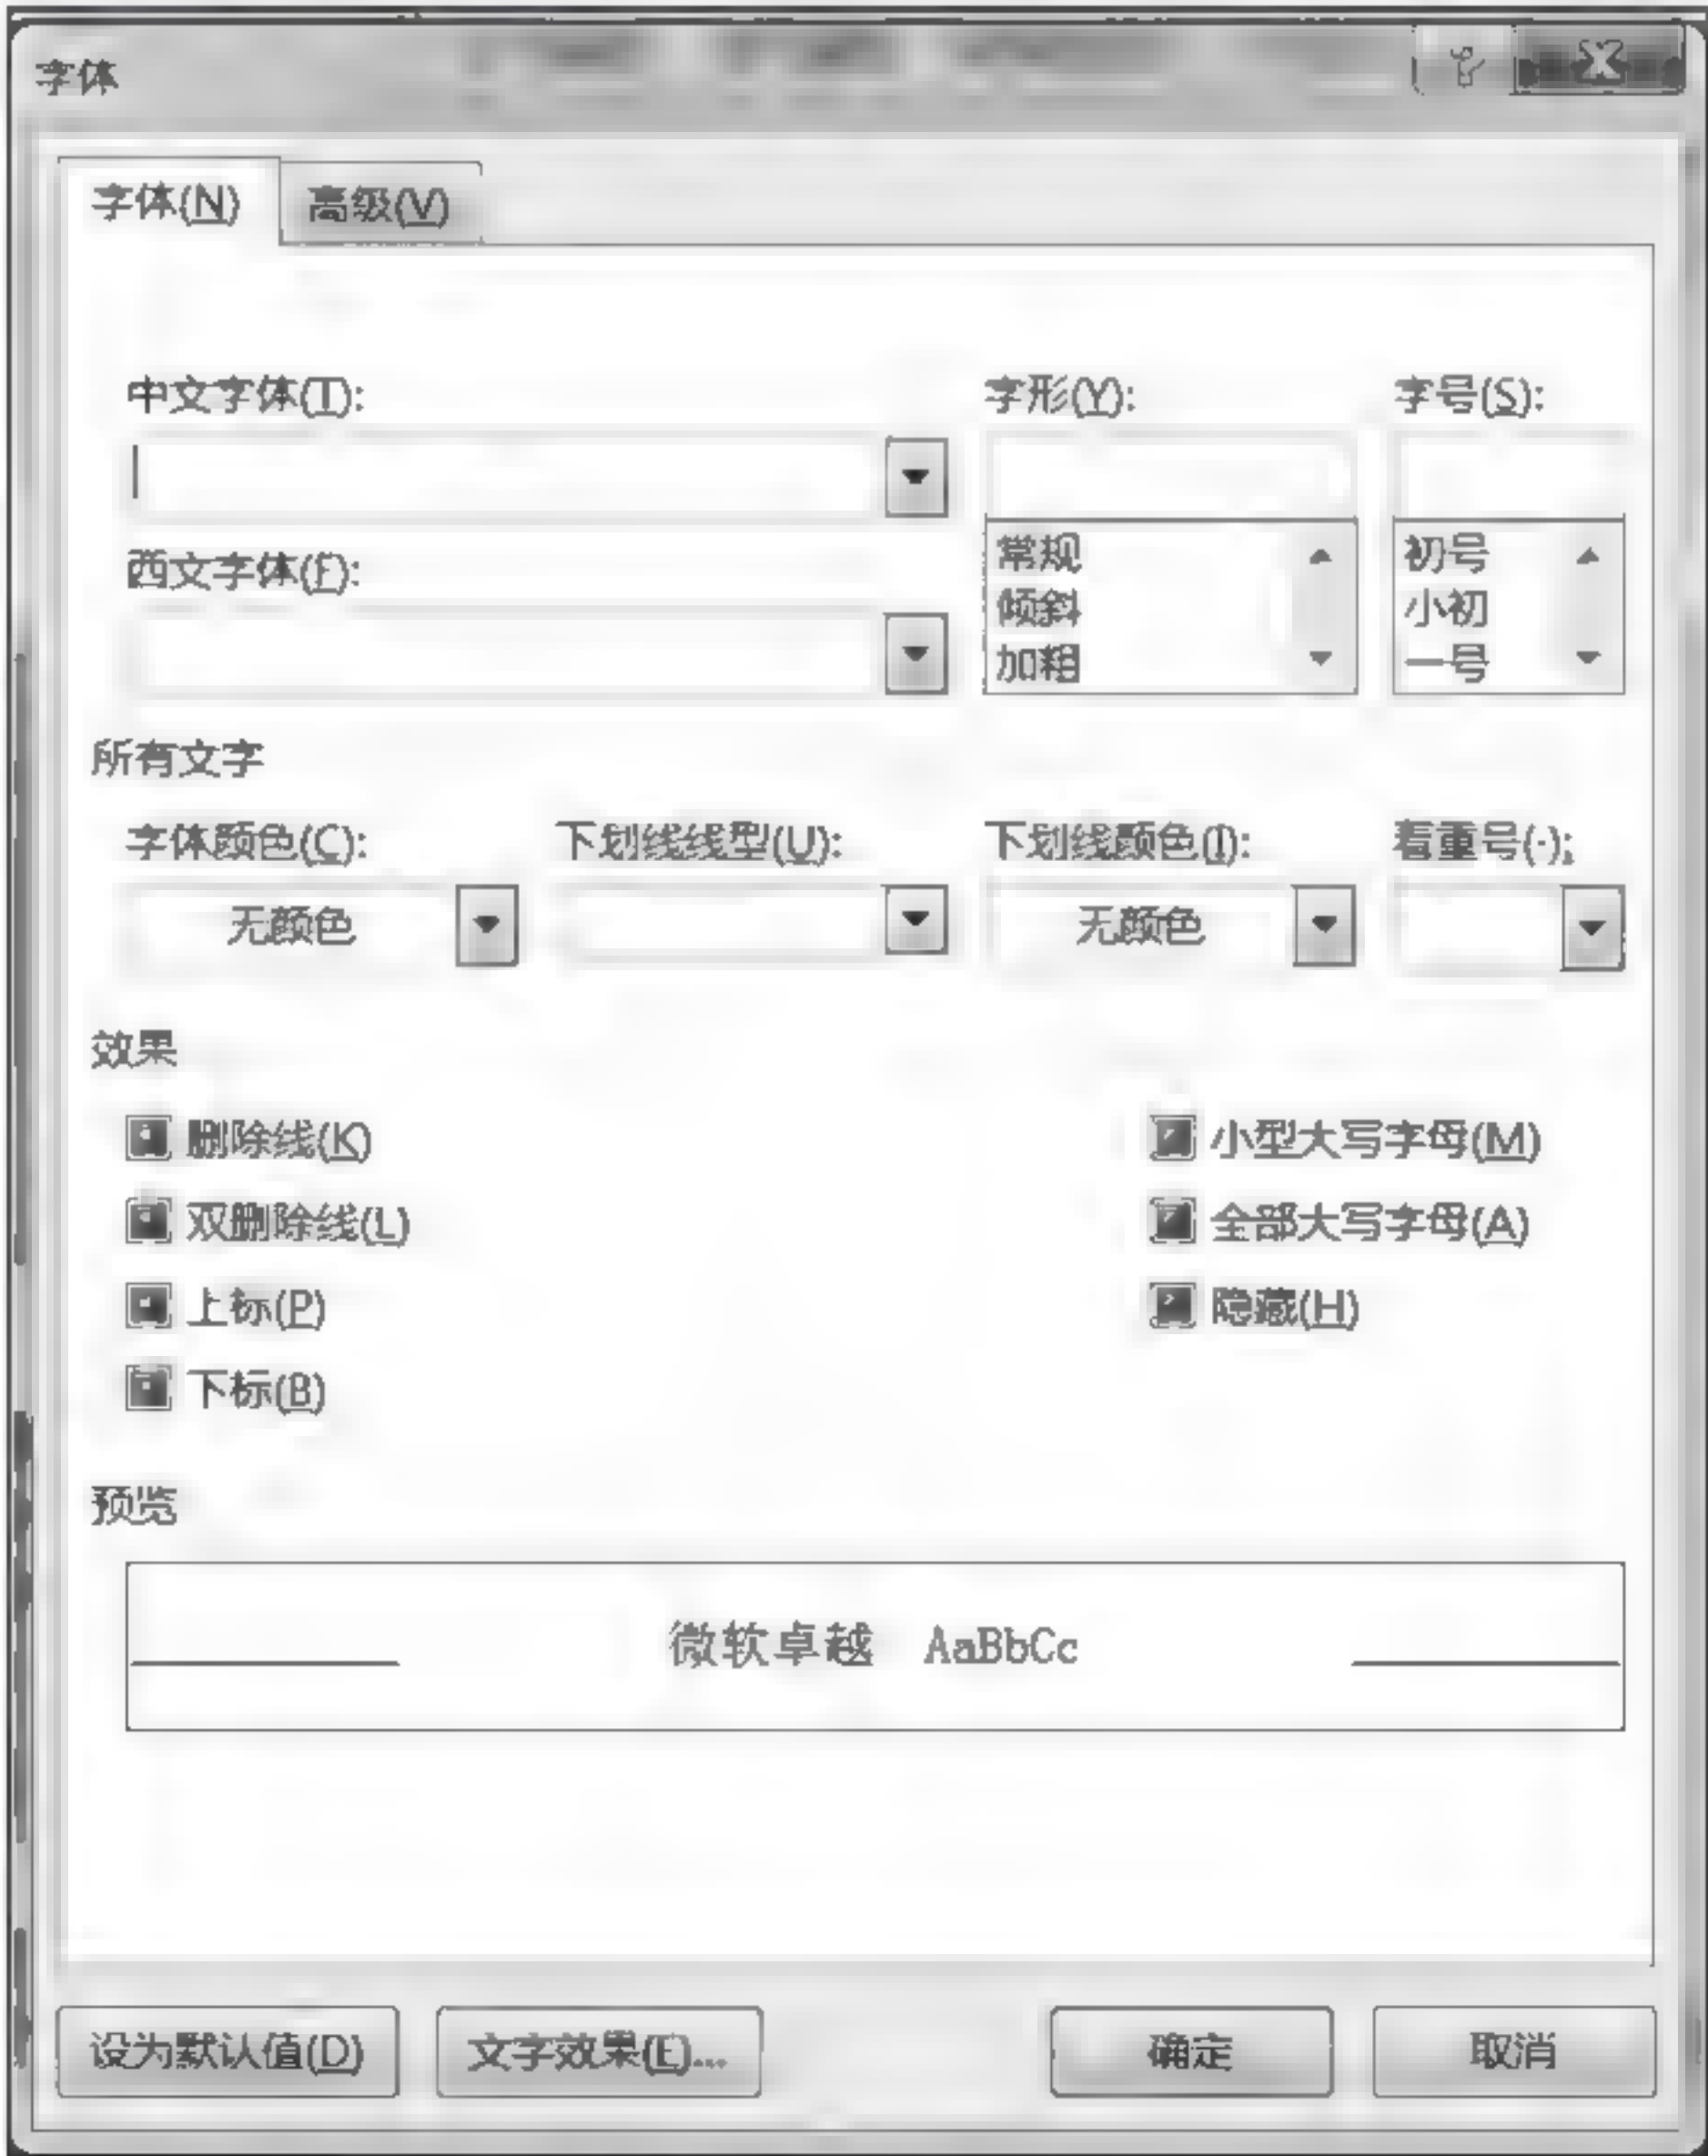 字体
字体(N) 高级(V)
中文字体(T): 字形(Y): 字号(S):
常规 初号
西文字体(F): 倾斜 小初
加粗 一号
所有文字
字体颜色(C): 下划线线型(U): 下划线颜色(I): 着重号(·):
无颜色 无颜色
效果
删除线(K) 小型大写字母(M)
双删除线(L) 全部大写字母(A)
上标(P) 隐藏(H)
下标(B)
预览
微软卓越 AaBbCc
设为默认值(D) 文字效果(E)... 确定 取消